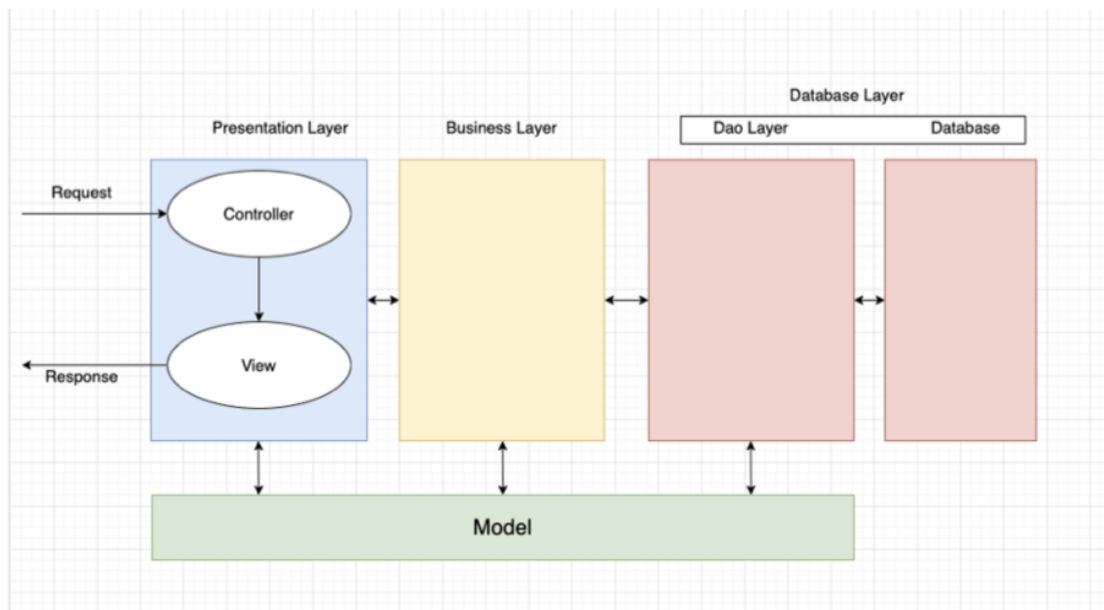 Database Layer
Presentation Layer
Business Layer
Dao Layer
Database
Request
Controller
View
Response
Model